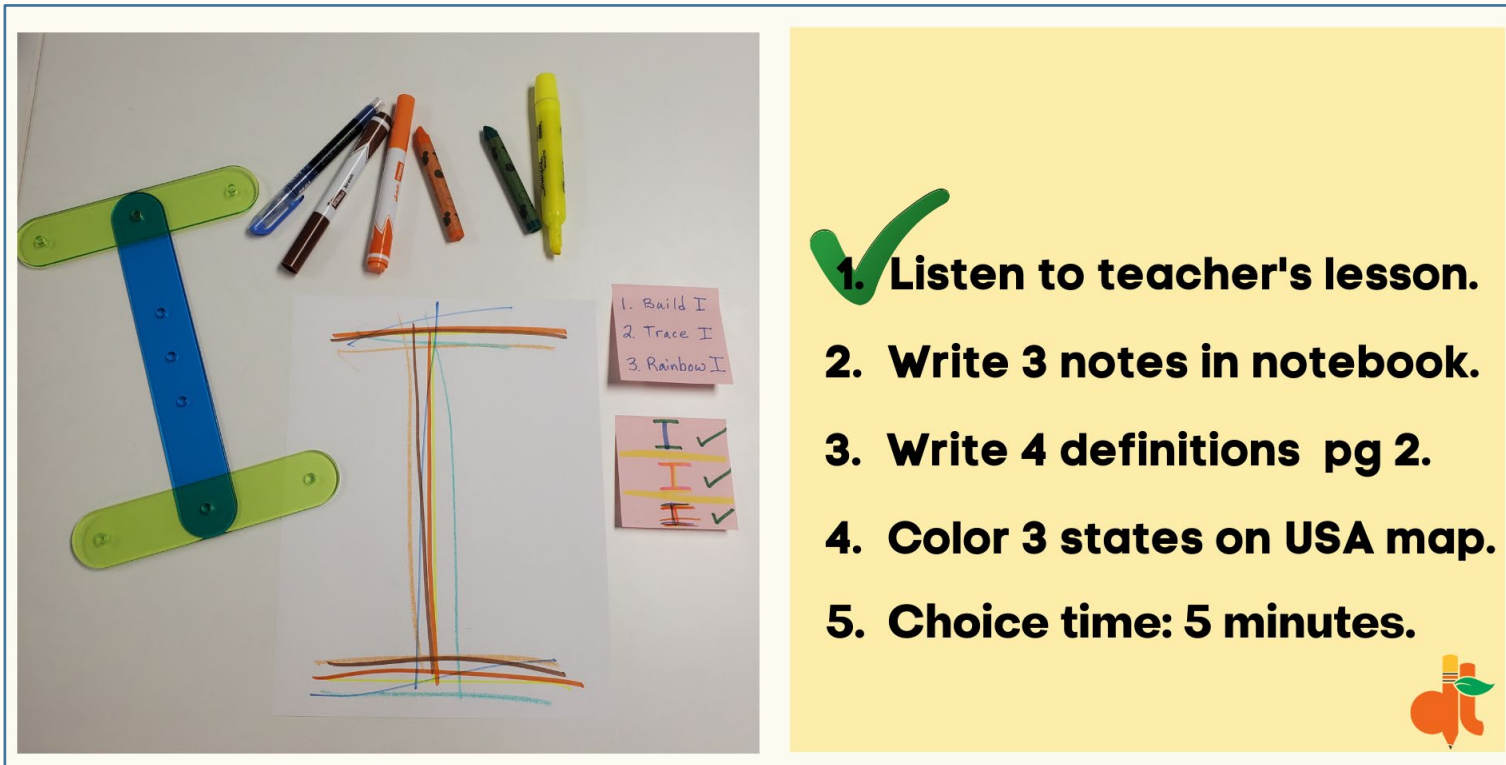 1. Build I
2. Trace I
3. Rainbow I
I
I
I
1. Listen to teacher's lesson.
2. Write 3 notes in notebook.
3. Write 4 definitions pg 2.
4. Color 3 states on USA map.
5. Choice time: 5 minutes.